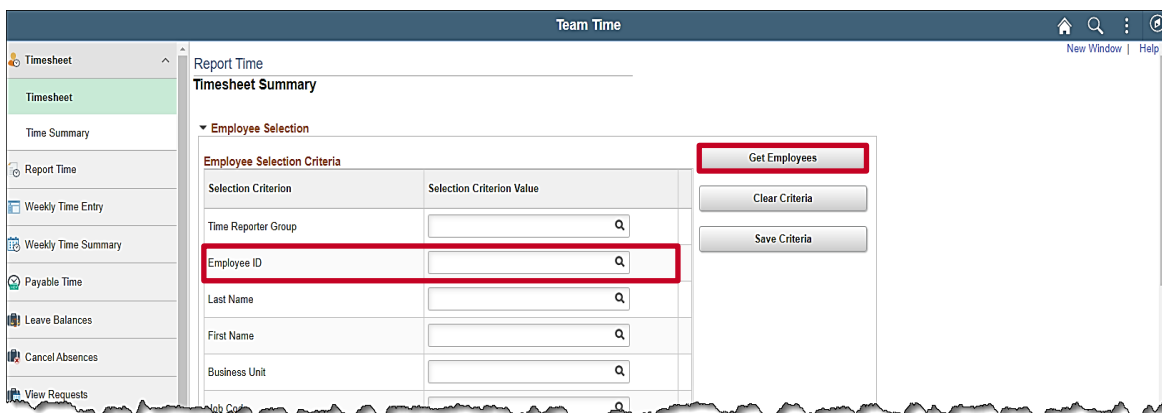 Team Time
New Window | Help
Timesheet
Timesheet
Time Summary
Report Time
Weekly Time Entry
Weekly Time Summary
Payable Time
Leave Balances
Cancel Absences
View Requests
Report Time
Timesheet Summary
Employee Selection
Employee Selection Criteria
Get Employees
Selection Criterion Selection Criterion Value
Clear Criteria
Time Reporter Group
Save Criteria
Employee ID
Last Name
First Name
Business Unit
Job Code